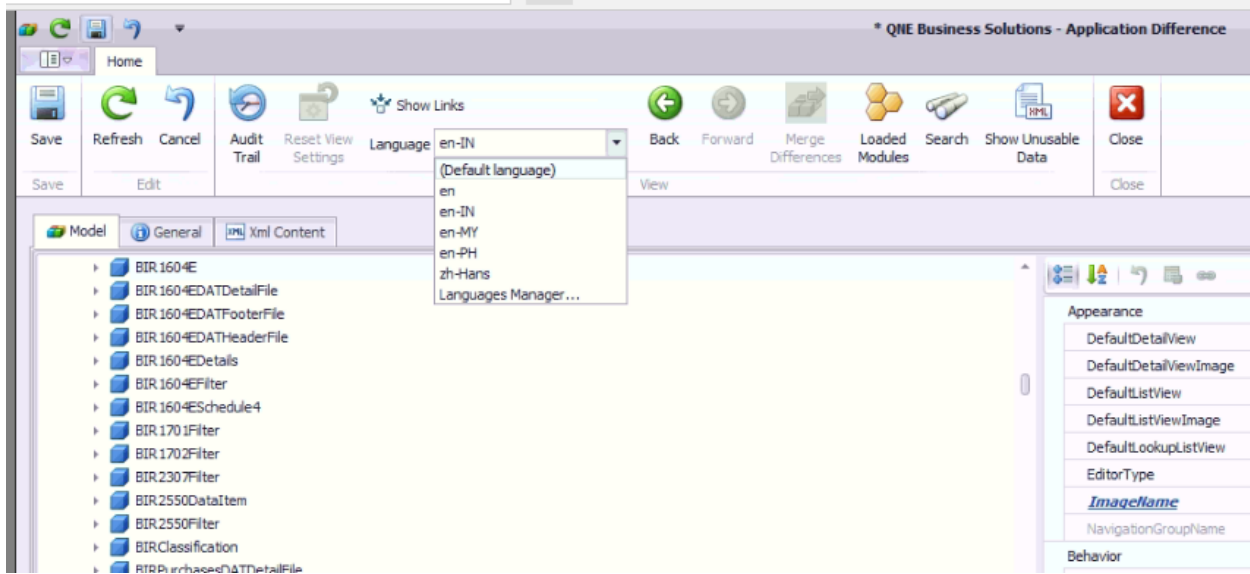 * QNE Business Solutions - Application Difference
Home
Save
Refresh
Cancel
Audit Trail
Reset View Settings
Show Links
Language en-IN
Back
Forward
Merge Differences
Loaded Modules
Search
Show Unusable Data
XML
Close
Save
Edit
View
Close
(Default language)
en
en-IN
en-MY
en-PH
zh-Hans
Languages Manager...
Model
General
XML Xml Content
BIR1604E
BIR1604EDATDetailFile
BIR1604EDATFooterFile
BIR1604EDATHeaderFile
BIR1604EDetails
BIR1604EFilter
BIR1604ESchedule4
BIR1701Filter
BIR1702Filter
BIR2307Filter
BIR2550DataItem
BIR2550Filter
BIRClassification
BIRPurchasesDATDetailFile
Appearance
DefaultDetailView
DefaultDetailViewImage
DefaultListView
DefaultListViewImage
DefaultLookupListView
EditorType
ImageName
NavigationGroupName
Behavior